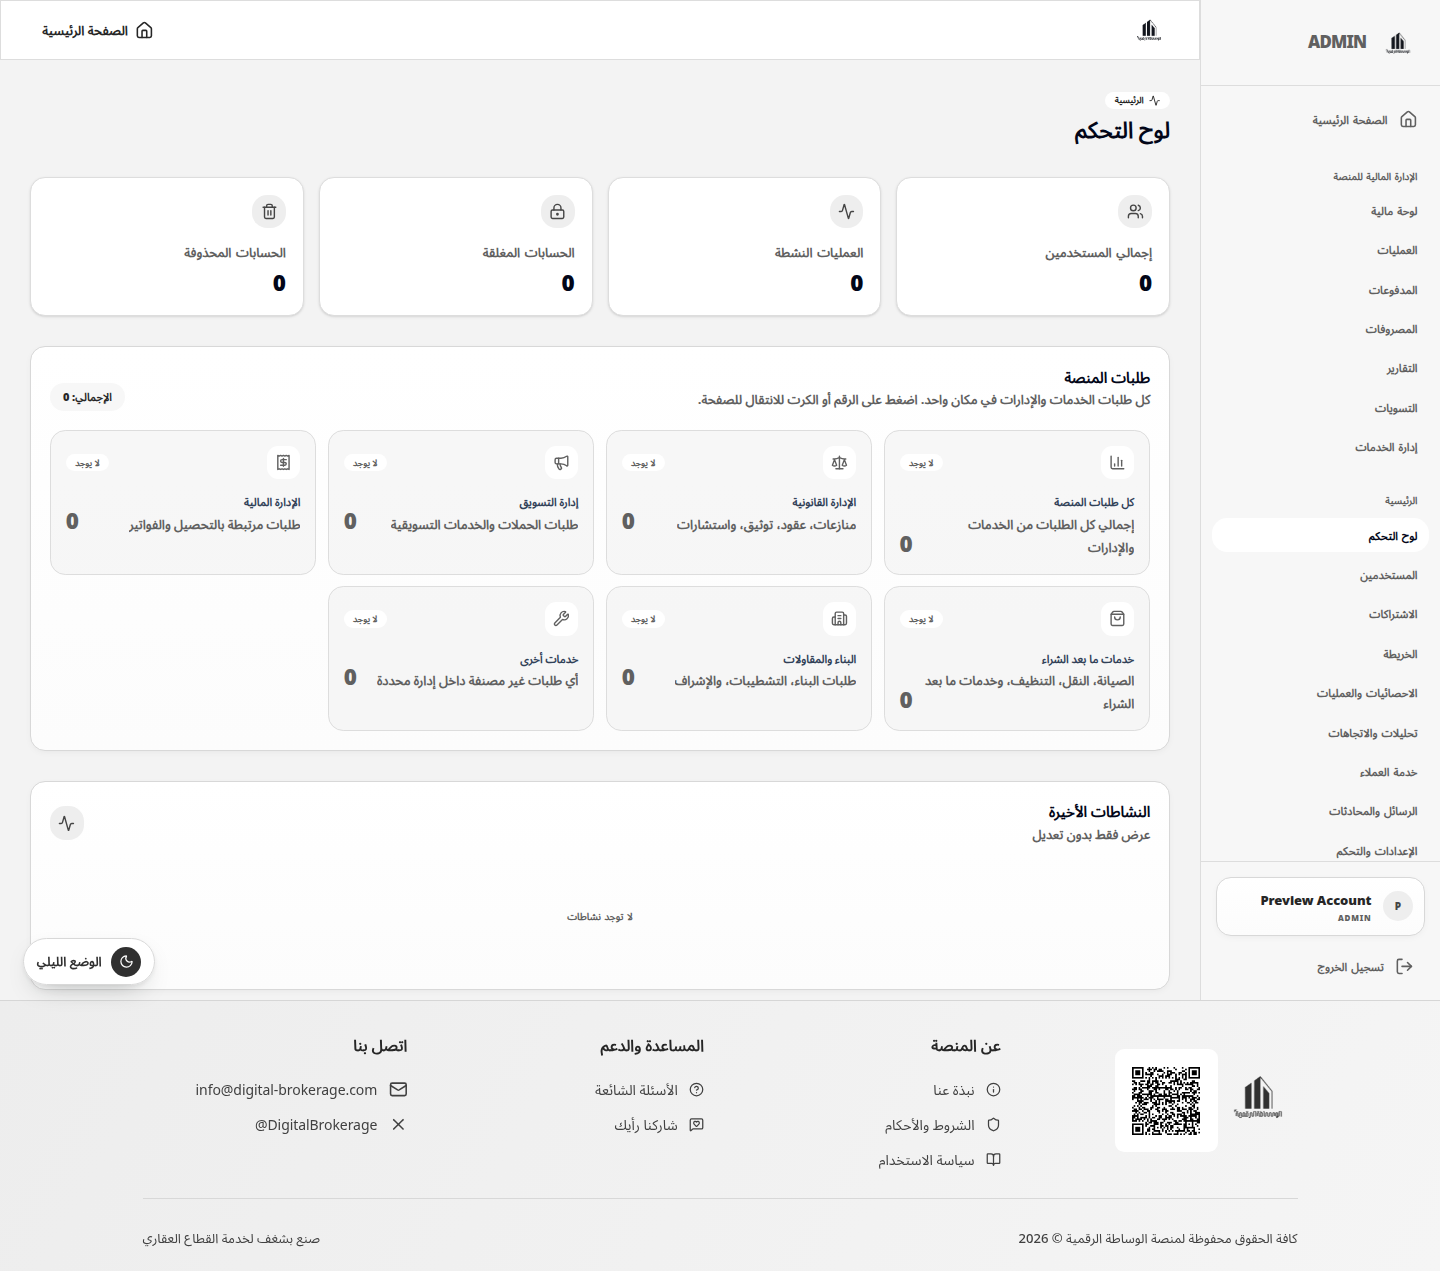 ADMIN
الصفحة الرئيسية
الإدارة المالية للمنصة
لوحة مالية
العمليات
المدفوعات
المصروفات
التقارير
التسويات
إدارة الخدمات
الرئيسية
لوح التحكم
المستخدمين
الاشتراكات
الخريطة
الاحصائيات والعمليات
تحليلات والاتجاهات
خدمة العملاء
الرسائل والمحادثات
الإعدادات والتحكم
P
Preview Account
ADMIN
تسجيل الخروج
الصفحة الرئيسية
الرئيسية
لوح التحكم
إجمالي المستخدمين
0
العمليات النشطة
0
الحسابات المغلقة
0
الحسابات المحذوفة
0
طلبات المنصة
كل طلبات الخدمات والإدارات في مكان واحد. اضغط على الرقم أو الكرت للانتقال للصفحة.
الإجمالي: 0
لا يوجد
كل طلبات المنصة
إجمالي كل الطلبات من الخدمات
والإدارات
0
لا يوجد
الإدارة القانونية
منازعات، عقود، توثيق، واستشارات
0
لا يوجد
إدارة التسويق
طلبات الحملات والخدمات التسويقية
0
لا يوجد
الإدارة المالية
طلبات مرتبطة بالتحصيل والفواتير
0
لا يوجد
خدمات ما بعد الشراء
الصيانة، النقل، التنظيف، وخدمات ما بعد
الشراء
0
لا يوجد
البناء والمقاولات
طلبات البناء، التشطيبات، والإشراف
0
لا يوجد
خدمات أخرى
أي طلبات غير مصنفة داخل إدارة محددة
0
النشاطات الأخيرة
عرض فقط بدون تعديل
لا توجد نشاطات
الوضع الليلي
الوساطة الرقمية
عن المنصة
نبذة عنا
الشروط والأحكام
سياسة الاستخدام
المساعدة والدعم
الأسئلة الشائعة
شاركنا رأيك
اتصل بنا
info@digital-brokerage.com
@DigitalBrokerage
كافة الحقوق محفوظة لمنصة الوساطة الرقمية © 2026
صنع بشغف لخدمة القطاع العقاري